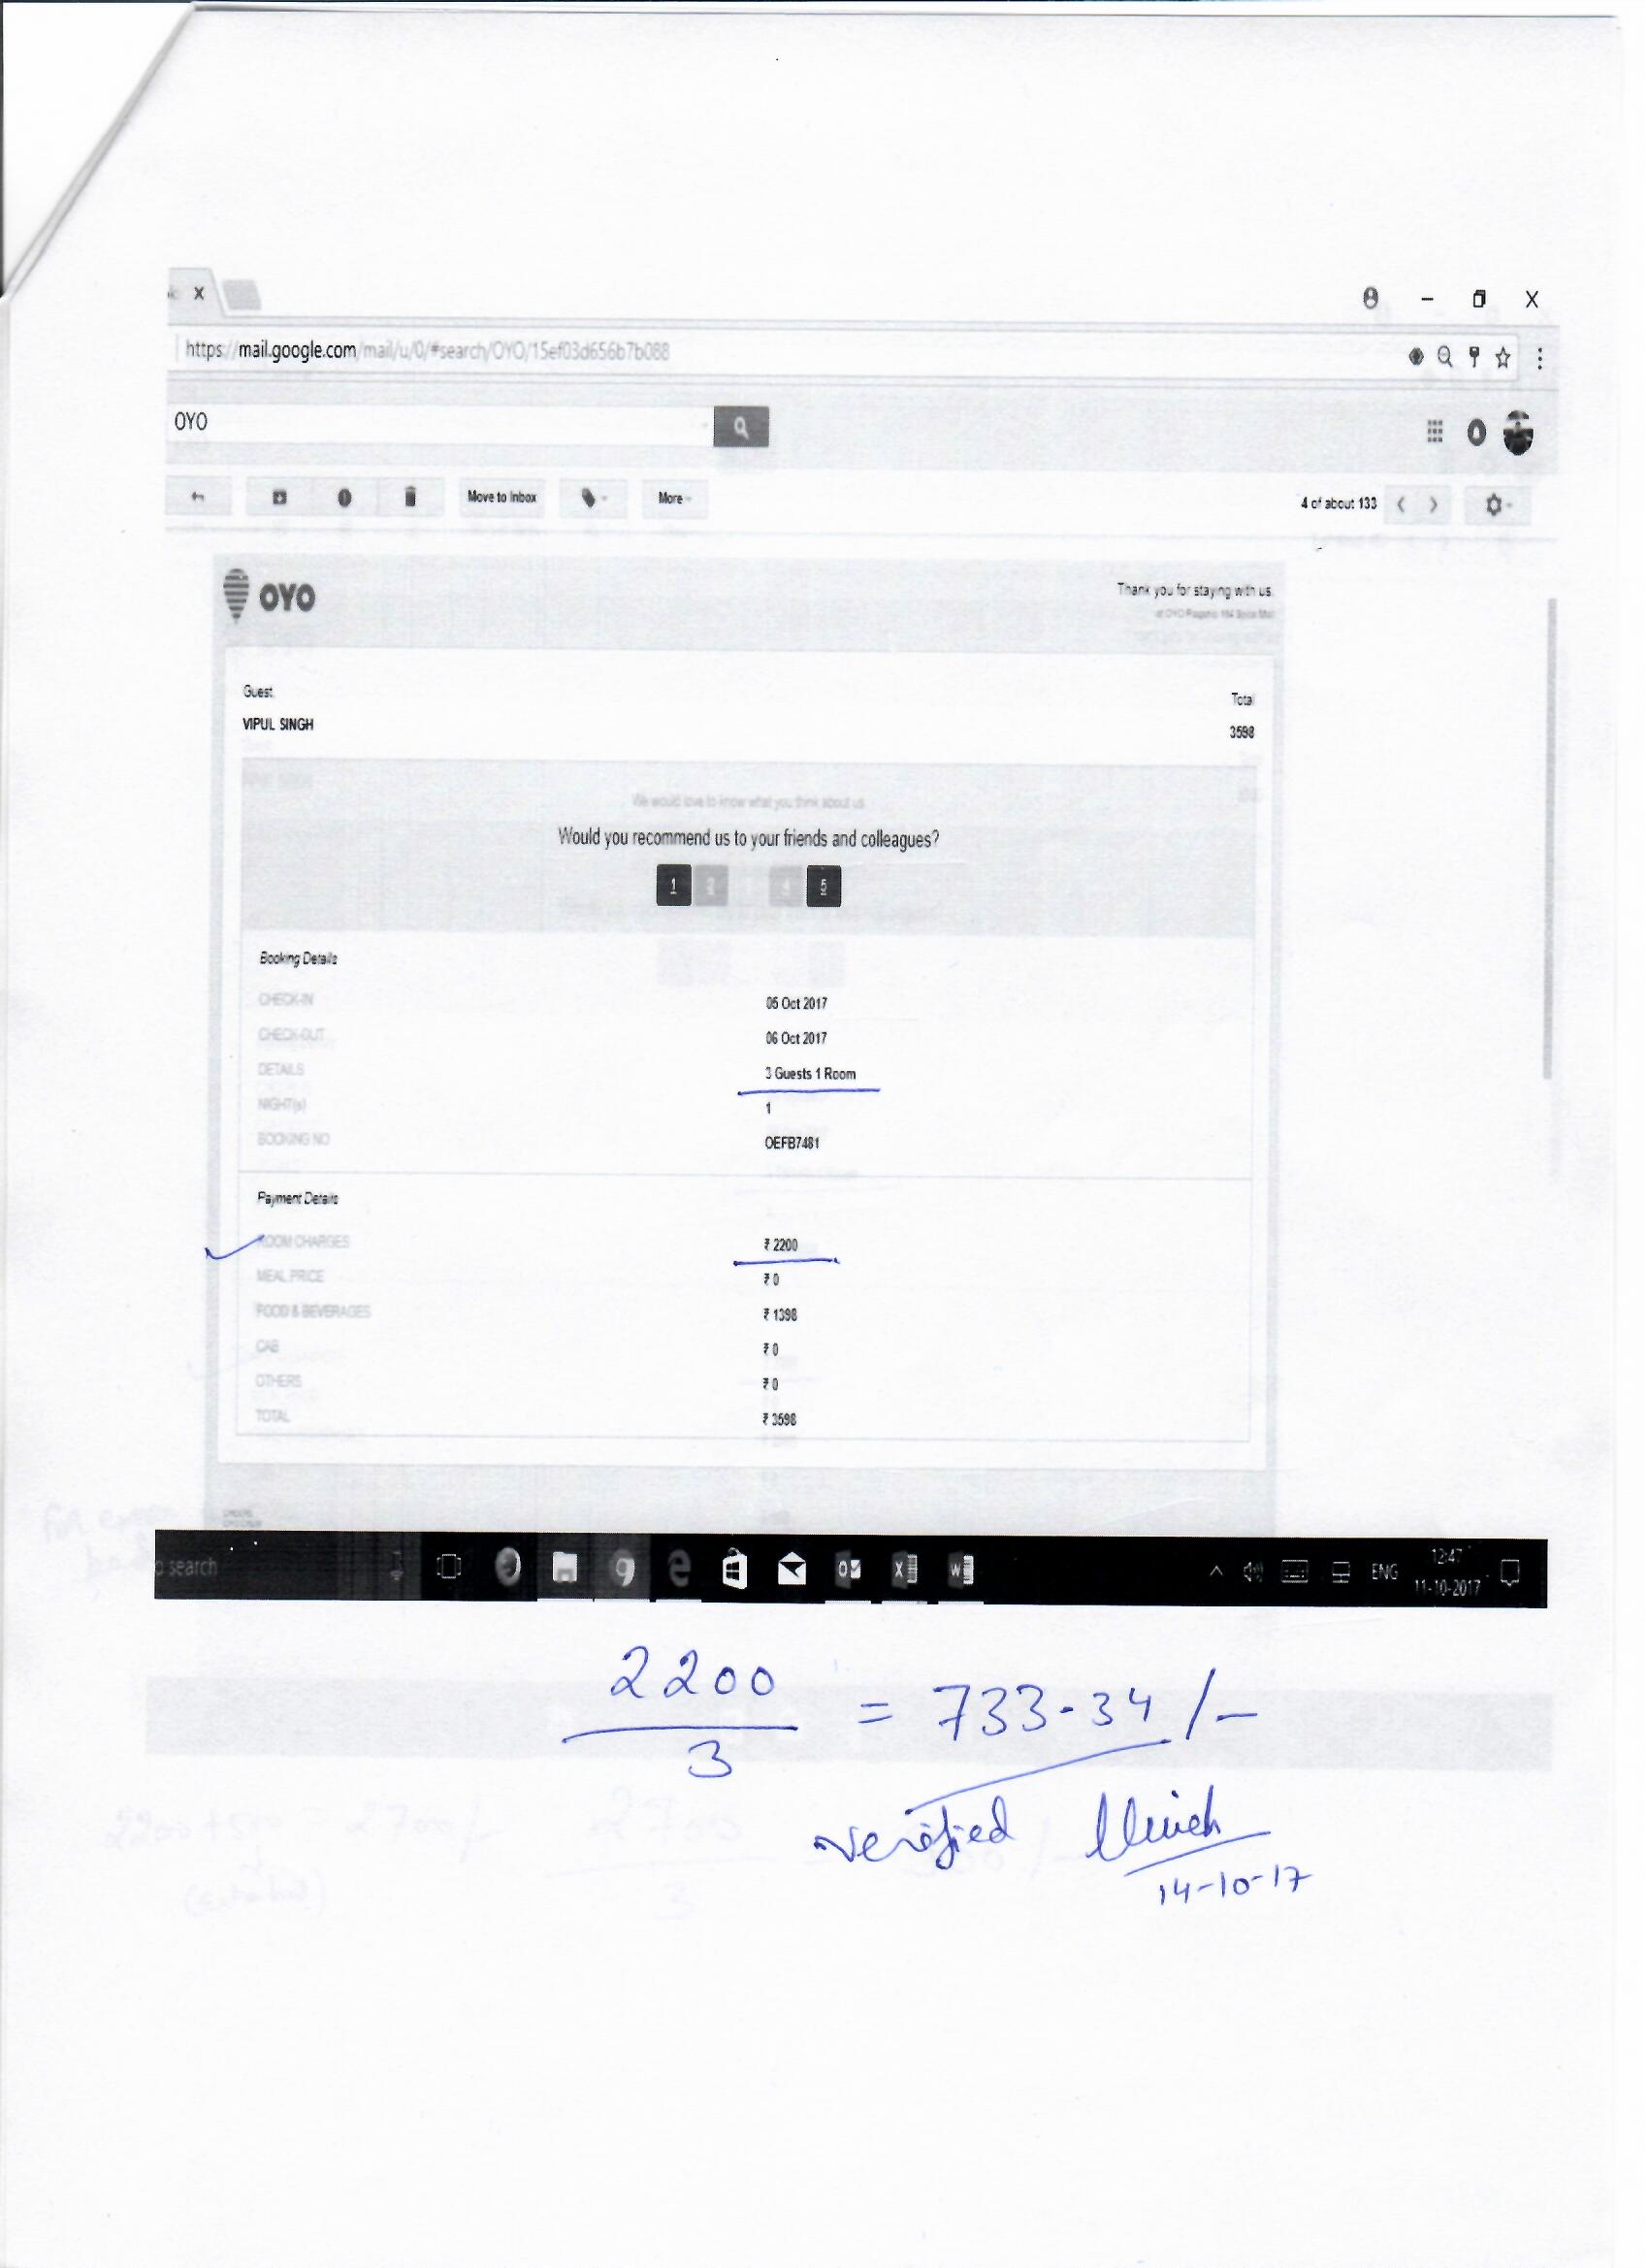 X
https://mail.google.com/mail/u/0/#search/OYO/15ef03d656b7b088
OYO
Move to Inbox More 4 of about 133
OYO Thank you for staying with us.
Guest Total
VIPUL SINGH 3598
We would love to know what you think about us
Would you recommend us to your friends and colleagues?
1 2 3 4 5
Booking Details
CHECK-IN 05 Oct 2017
CHECK-OUT 06 Oct 2017
DETAILS 3 Guests 1 Room
NIGHT(s) 1
BOOKING NO OEFB7481
Payment Details
ROOM CHARGES ₹ 2200
MEAL PRICE ₹ 0
FOOD & BEVERAGES ₹ 1398
CAB ₹ 0
OTHERS ₹ 0
TOTAL ₹ 3598
search ENG 12:47
11-10-2017
2200/3 = 733-34/-
verified
14-10-17